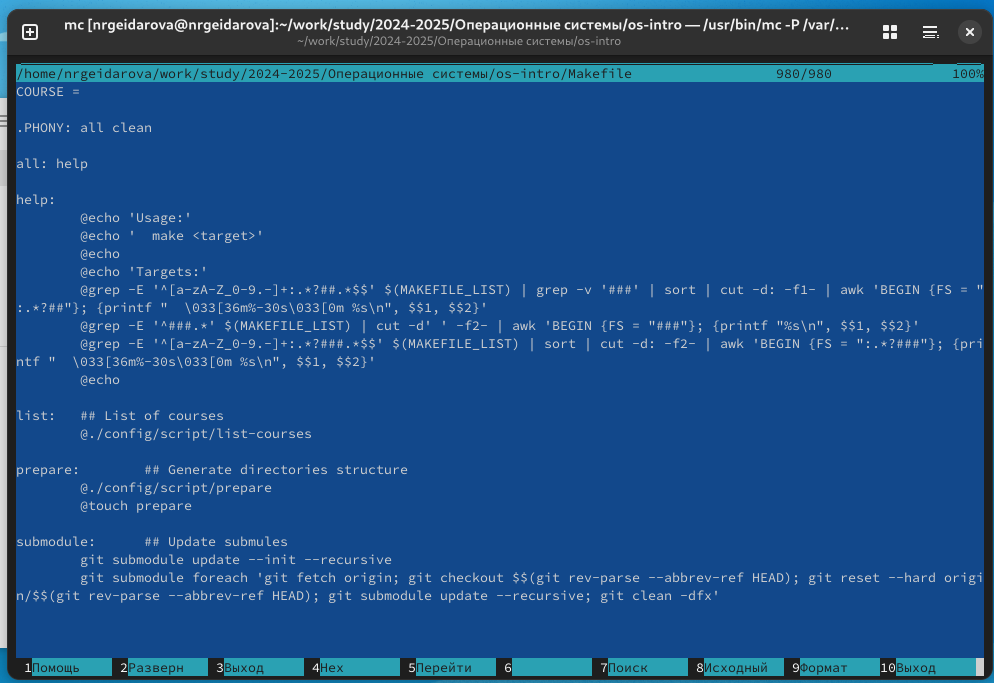 mc [nrgeidarova@nrgeidarova]:~/work/study/2024-2025/Операционные системы/os-intro — /usr/bin/mc -P /var/…
~/work/study/2024-2025/Операционные системы/os-intro
/home/nrgeidarova/work/study/2024-2025/Операционные системы/os-intro/Makefile 980/980 100%
COURSE =
.PHONY: all clean
all: help
help:
@echo 'Usage:'
@echo '  make <target>'
@echo
@echo 'Targets:'
@grep -E '^[a-zA-Z_0-9.-]+:.*?##.*$$' $(MAKEFILE_LIST) | grep -v '###' | sort | cut -d: -f1- | awk 'BEGIN {FS = "
:.*?##"}; {printf "  \033[36m%-30s\033[0m %s\n", $$1, $$2}'
@grep -E '^###.*' $(MAKEFILE_LIST) | cut -d' ' -f2- | awk 'BEGIN {FS = "###"}; {printf "%s\n", $$1, $$2}'
@grep -E '^[a-zA-Z_0-9.-]+:.*?###.*$$' $(MAKEFILE_LIST) | sort | cut -d: -f2- | awk 'BEGIN {FS = ":.*?###"}; {pri
ntf "  \033[36m%-30s\033[0m %s\n", $$1, $$2}'
@echo
list:   ## List of courses
@./config/script/list-courses
prepare:        ## Generate directories structure
@./config/script/prepare
@touch prepare
submodule:      ## Update submules
git submodule update --init --recursive
git submodule foreach 'git fetch origin; git checkout $$(git rev-parse --abbrev-ref HEAD); git reset --hard origi
n/$$(git rev-parse --abbrev-ref HEAD); git submodule update --recursive; git clean -dfx'
1Помощь 2Разверн 3Выход 4Hex 5Перейти 6 7Поиск 8Исходный 9Формат 10Выход